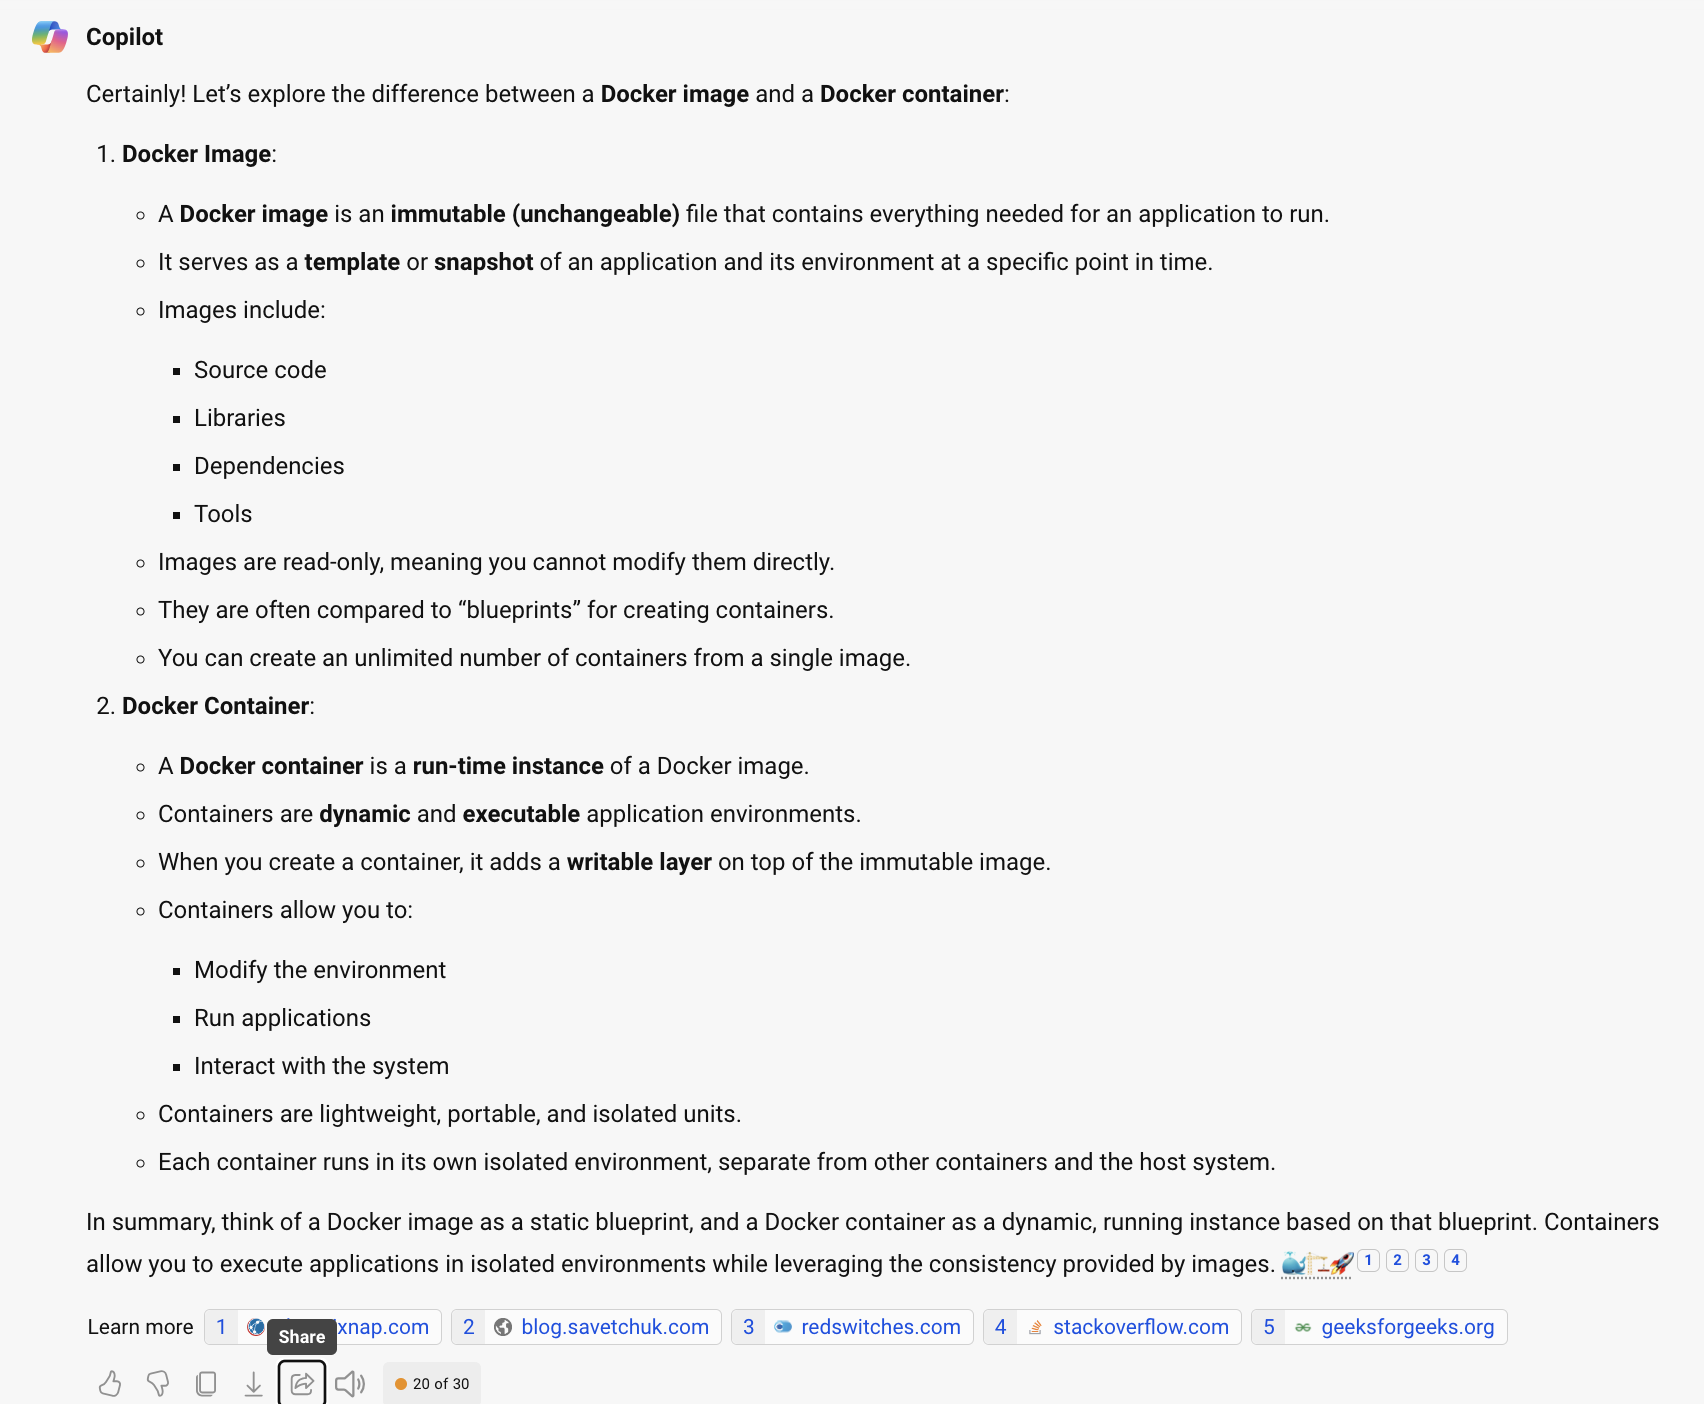 Copilot
Certainly! Let’s explore the difference between a Docker image and a Docker container:
1. Docker Image:
A Docker image is an immutable (unchangeable) file that contains everything needed for an application to run.
It serves as a template or snapshot of an application and its environment at a specific point in time.
Images include:
Source code
Libraries
Dependencies
Tools
Images are read-only, meaning you cannot modify them directly.
They are often compared to “blueprints” for creating containers.
You can create an unlimited number of containers from a single image.
2. Docker Container:
A Docker container is a run-time instance of a Docker image.
Containers are dynamic and executable application environments.
When you create a container, it adds a writable layer on top of the immutable image.
Containers allow you to:
Modify the environment
Run applications
Interact with the system
Containers are lightweight, portable, and isolated units.
Each container runs in its own isolated environment, separate from other containers and the host system.
In summary, think of a Docker image as a static blueprint, and a Docker container as a dynamic, running instance based on that blueprint. Containers
allow you to execute applications in isolated environments while leveraging the consistency provided by images. 1 2 3 4
Learn more 1 2 blog.savetchuk.com 3 redswitches.com 4 stackoverflow.com 5 geeksforgeeks.org
Share
20 of 30